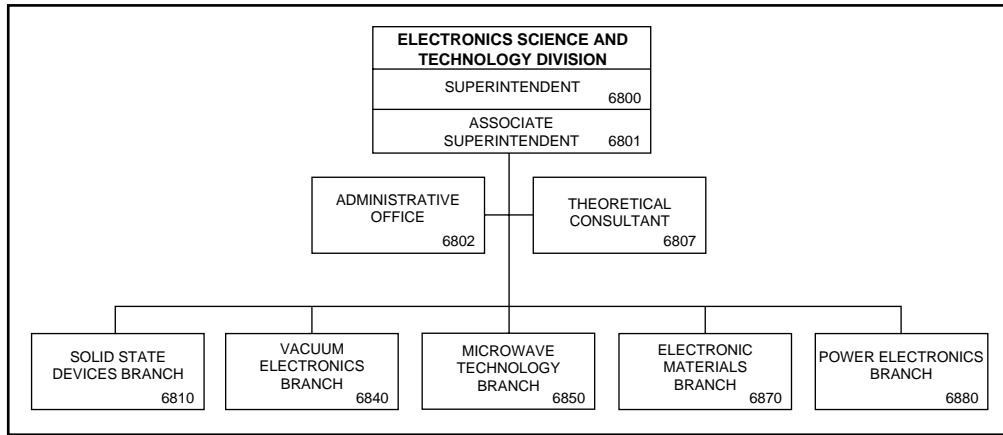 ELECTRONICS SCIENCE AND
TECHNOLOGY DIVISION
SUPERINTENDENT
6800
ASSOCIATE
SUPERINTENDENT
6801
ADMINISTRATIVE
OFFICE
6802
THEORETICAL
CONSULTANT
6807
SOLID STATE
DEVICES BRANCH
6810
VACUUM
ELECTRONICS
BRANCH
6840
MICROWAVE
TECHNOLOGY
BRANCH
6850
ELECTRONIC
MATERIALS
BRANCH
6870
POWER ELECTRONICS
BRANCH
6880